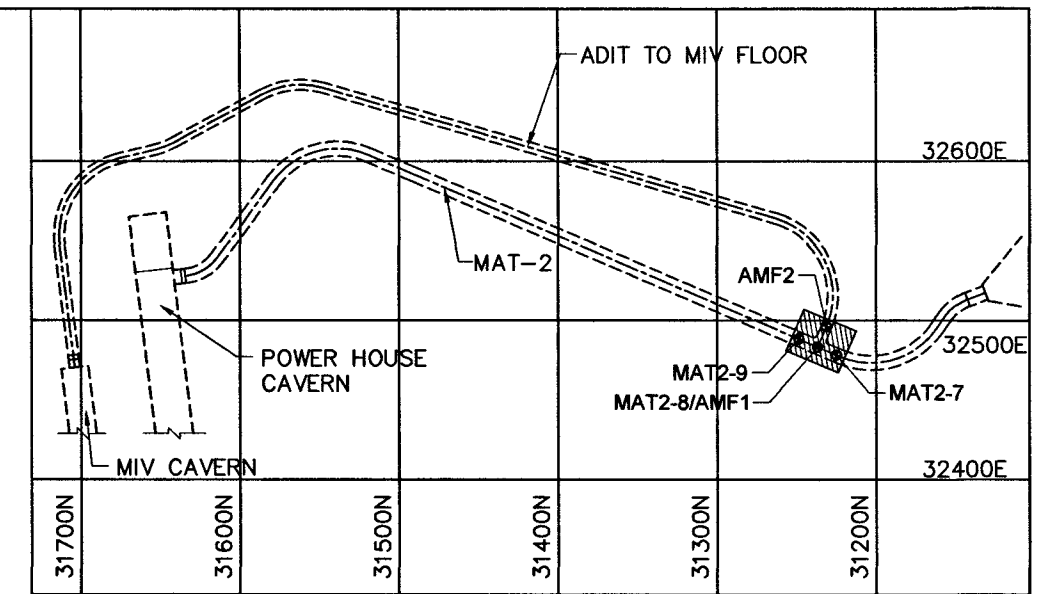 ADIT TO MIV FLOOR
32600E
MAT-2
AMF2
32500E
POWER HOUSE
CAVERN
MAT2-9
MAT2-7
MAT2-8/AMF1
MIV CAVERN
32400E
31700N
31600N
31500N
31400N
31300N
31200N